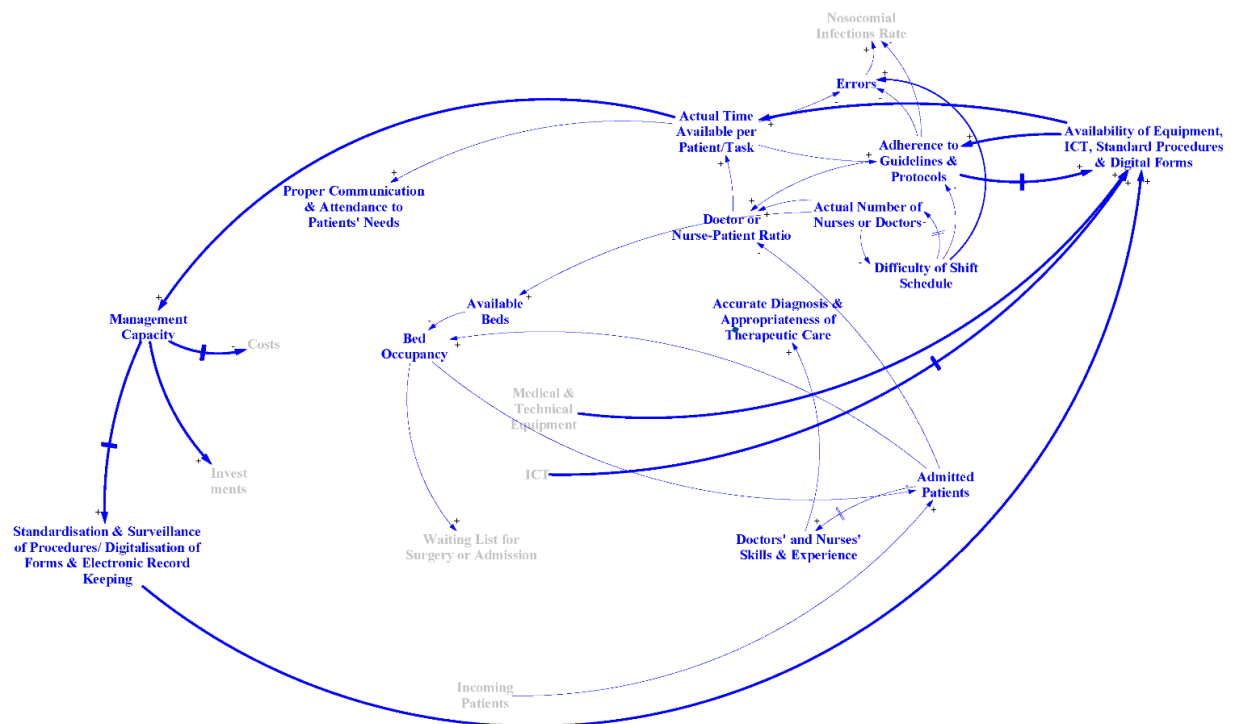 Nosocomial
Infections Rate
Errors
Actual Time
Available per
Patient/Task
Availability of Equipment,
ICT, Standard Procedures
& Digital Forms
Adherence to
Guidelines &
Protocols
Proper Communication
& Attendance to
Patients' Needs
Actual Number of
Nurses or Doctors
Doctor or
Nurse-Patient Ratio
Difficulty of Shift
Schedule
Available
Beds
Accurate Diagnosis &
Appropriateness of
Therapeutic Care
Management
Capacity
Costs
Bed
Occupancy
Medical &
Technical
Equipment
Invest
ments
ICT
Admitted
Patients
Standardisation & Surveillance
of Procedures/ Digitalisation of
Forms & Electronic Record
Keeping
Waiting List for
Surgery or Admission
Doctors' and Nurses'
Skills & Experience
Incoming
Patients